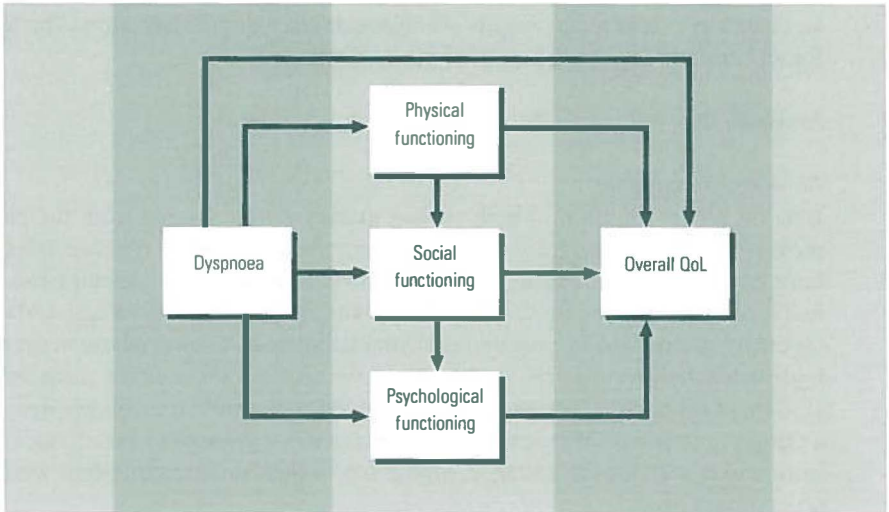 Physical
functioning
Dyspnoea
Social
functioning
Overall QoL
Psychological
functioning